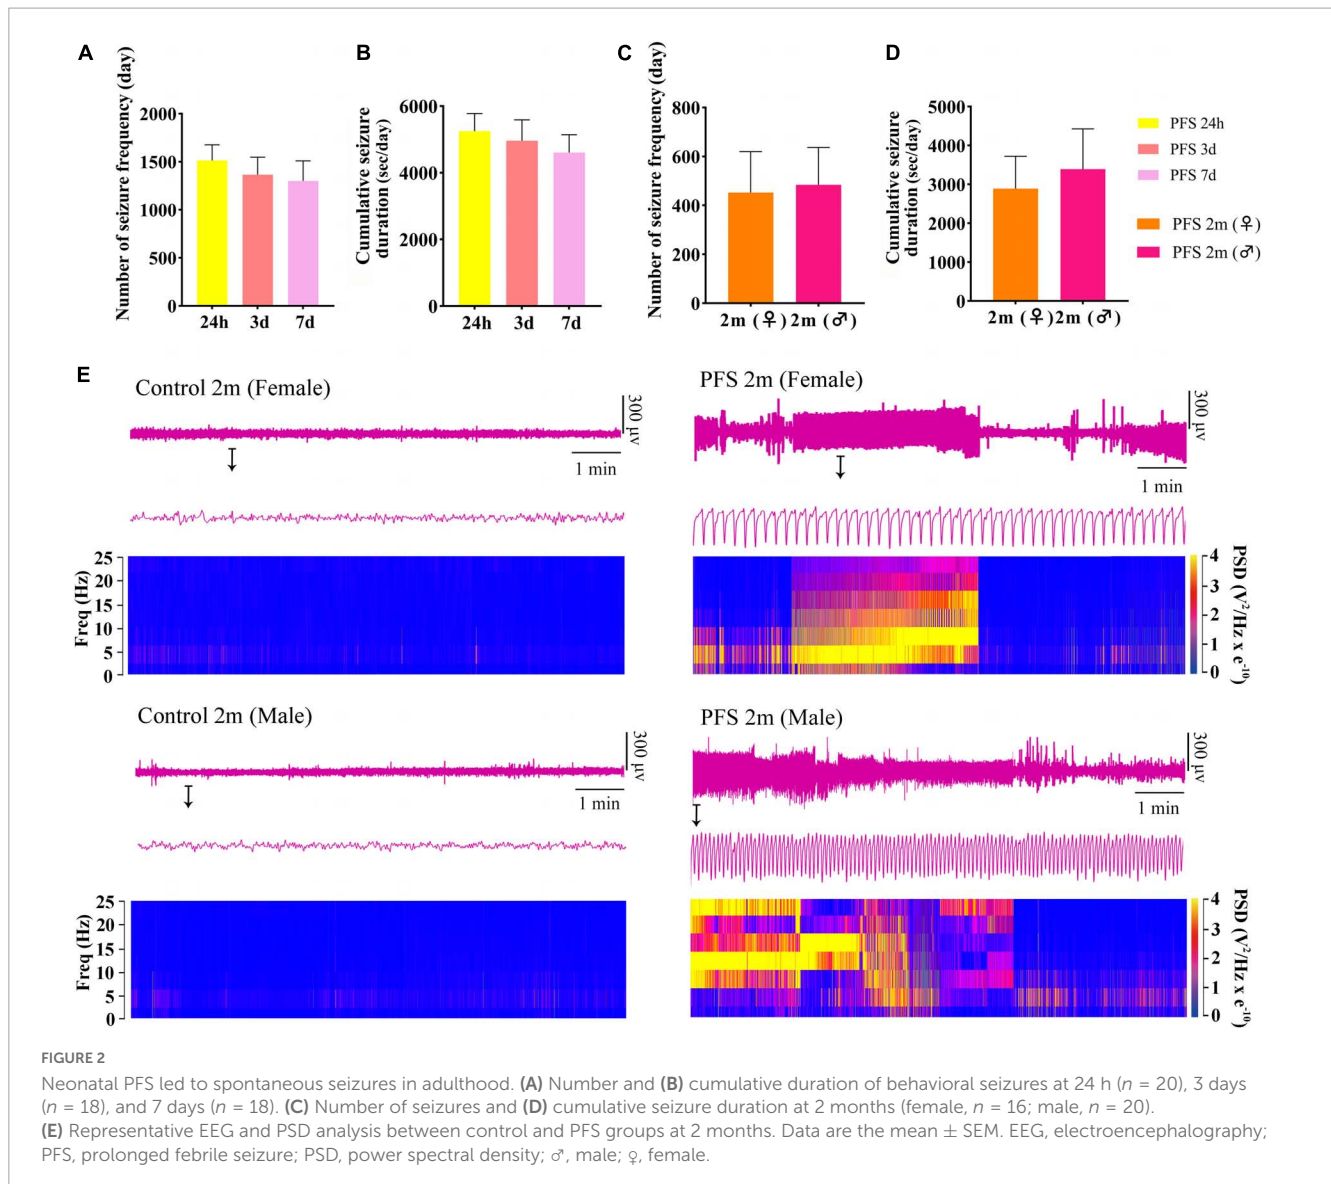 A
Number of seizure frequency (day)
2000
1500
1000
500
0
24h 3d 7d
B
Cumulative seizure
duration (sec/day)
6000
4000
2000
0
24h 3d 7d
C
Number of seizure frequency (day)
800
600
400
200
0
2m (♀) 2m (♂)
D
Cumulative seizure
duration (sec/day)
5000
4000
3000
2000
1000
0
2m (♀) 2m (♂)
PFS 24h
PFS 3d
PFS 7d
PFS 2m (♀)
PFS 2m (♂)
E
Control 2m (Female)
300 μv
1 min
Freq (Hz)
25
20
15
10
5
0
PFS 2m (Female)
300 μv
1 min
4
3
2
1
0
PSD (V²/Hz x e⁻¹⁰)
Control 2m (Male)
300 μv
1 min
Freq (Hz)
25
20
15
10
5
0
PFS 2m (Male)
300 μv
1 min
4
3
2
1
0
PSD (V²/Hz x e⁻¹⁰)
FIGURE 2
Neonatal PFS led to spontaneous seizures in adulthood. (A) Number and (B) cumulative duration of behavioral seizures at 24 h (n = 20), 3 days
(n = 18), and 7 days (n = 18). (C) Number of seizures and (D) cumulative seizure duration at 2 months (female, n = 16; male, n = 20).
(E) Representative EEG and PSD analysis between control and PFS groups at 2 months. Data are the mean ± SEM. EEG, electroencephalography;
PFS, prolonged febrile seizure; PSD, power spectral density; ♂, male; ♀, female.